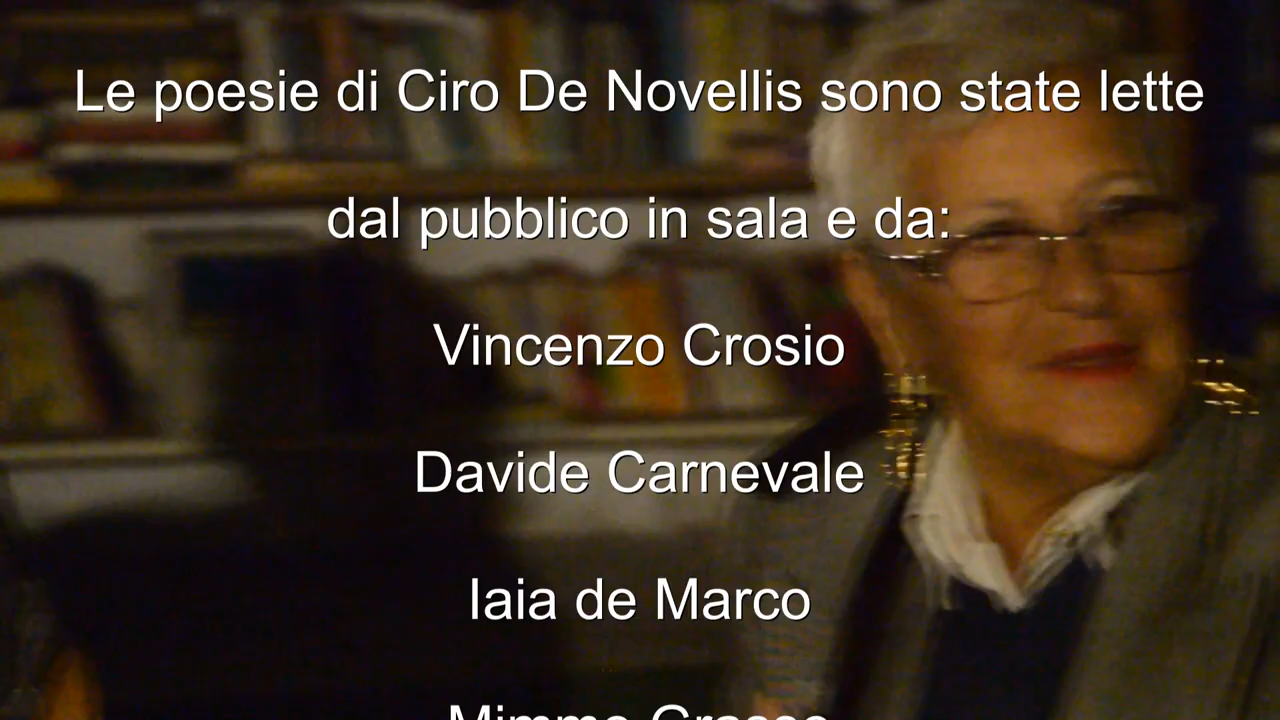 Le poesie di Ciro De Novellis sono state lette
dal pubblico in sala e da:
Vincenzo Crosio
Davide Carnevale
Iaia de Marco